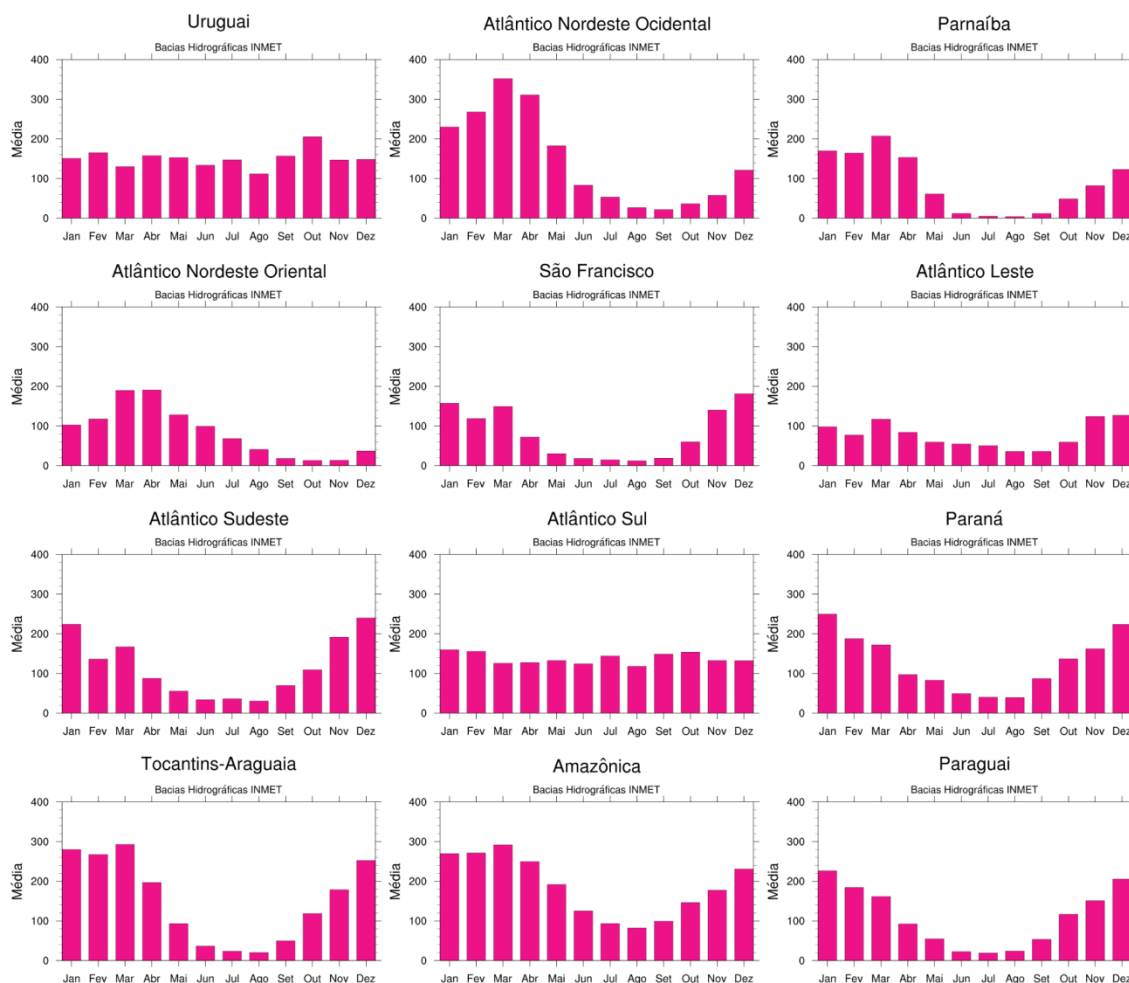 Uruguai
Bacias Hidrográficas INMET
400
300
200
100
0
Média
Jan Fev Mar Abr Mai Jun Jul Ago Set Out Nov Dez
Atlântico Nordeste Ocidental
Bacias Hidrográficas INMET
400
300
200
100
0
Média
Jan Fev Mar Abr Mai Jun Jul Ago Set Out Nov Dez
Parnaíba
Bacias Hidrográficas INMET
400
300
200
100
0
Média
Jan Fev Mar Abr Mai Jun Jul Ago Set Out Nov Dez
Atlântico Nordeste Oriental
Bacias Hidrográficas INMET
400
300
200
100
0
Média
Jan Fev Mar Abr Mai Jun Jul Ago Set Out Nov Dez
São Francisco
Bacias Hidrográficas INMET
400
300
200
100
0
Média
Jan Fev Mar Abr Mai Jun Jul Ago Set Out Nov Dez
Atlântico Leste
Bacias Hidrográficas INMET
400
300
200
100
0
Média
Jan Fev Mar Abr Mai Jun Jul Ago Set Out Nov Dez
Atlântico Sudeste
Bacias Hidrográficas INMET
400
300
200
100
0
Média
Jan Fev Mar Abr Mai Jun Jul Ago Set Out Nov Dez
Atlântico Sul
Bacias Hidrográficas INMET
400
300
200
100
0
Média
Jan Fev Mar Abr Mai Jun Jul Ago Set Out Nov Dez
Paraná
Bacias Hidrográficas INMET
400
300
200
100
0
Média
Jan Fev Mar Abr Mai Jun Jul Ago Set Out Nov Dez
Tocantins-Araguaia
Bacias Hidrográficas INMET
400
300
200
100
0
Média
Jan Fev Mar Abr Mai Jun Jul Ago Set Out Nov Dez
Amazônica
Bacias Hidrográficas INMET
400
300
200
100
0
Média
Jan Fev Mar Abr Mai Jun Jul Ago Set Out Nov Dez
Paraguai
Bacias Hidrográficas INMET
400
300
200
100
0
Média
Jan Fev Mar Abr Mai Jun Jul Ago Set Out Nov Dez